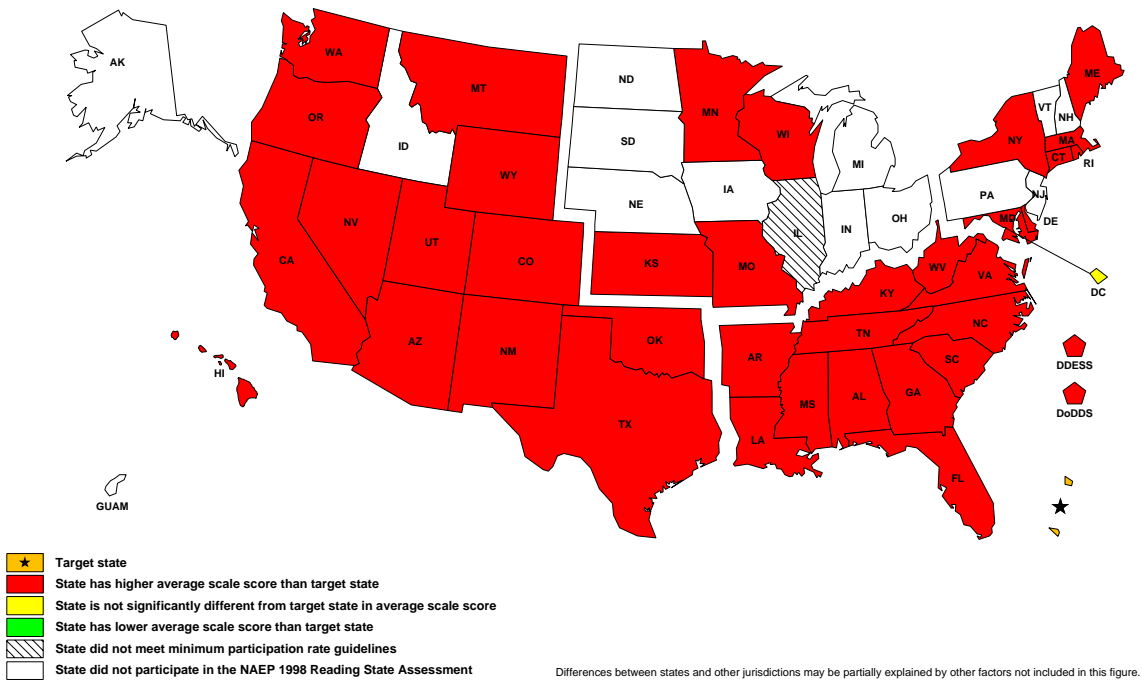 AK
WA
MT
ND
MN
ME
VT
NH
OR
ID
SD
WI
NY
MA
CT
RI
WY
MI
IA
PA
NJ
NE
NV
UT
CO
IL
IN
OH
MD
DE
CA
KS
MO
WV
VA
KY
DC
AZ
NM
OK
TN
NC
AR
SC
DDESS
HI
MS
AL
GA
DoDDS
TX
LA
FL
GUAM
Target state
State has higher average scale score than target state
State is not significantly different from target state in average scale score
State has lower average scale score than target state
State did not meet minimum participation rate guidelines
State did not participate in the NAEP 1998 Reading State Assessment
Differences between states and other jurisdictions may be partially explained by other factors not included in this figure.